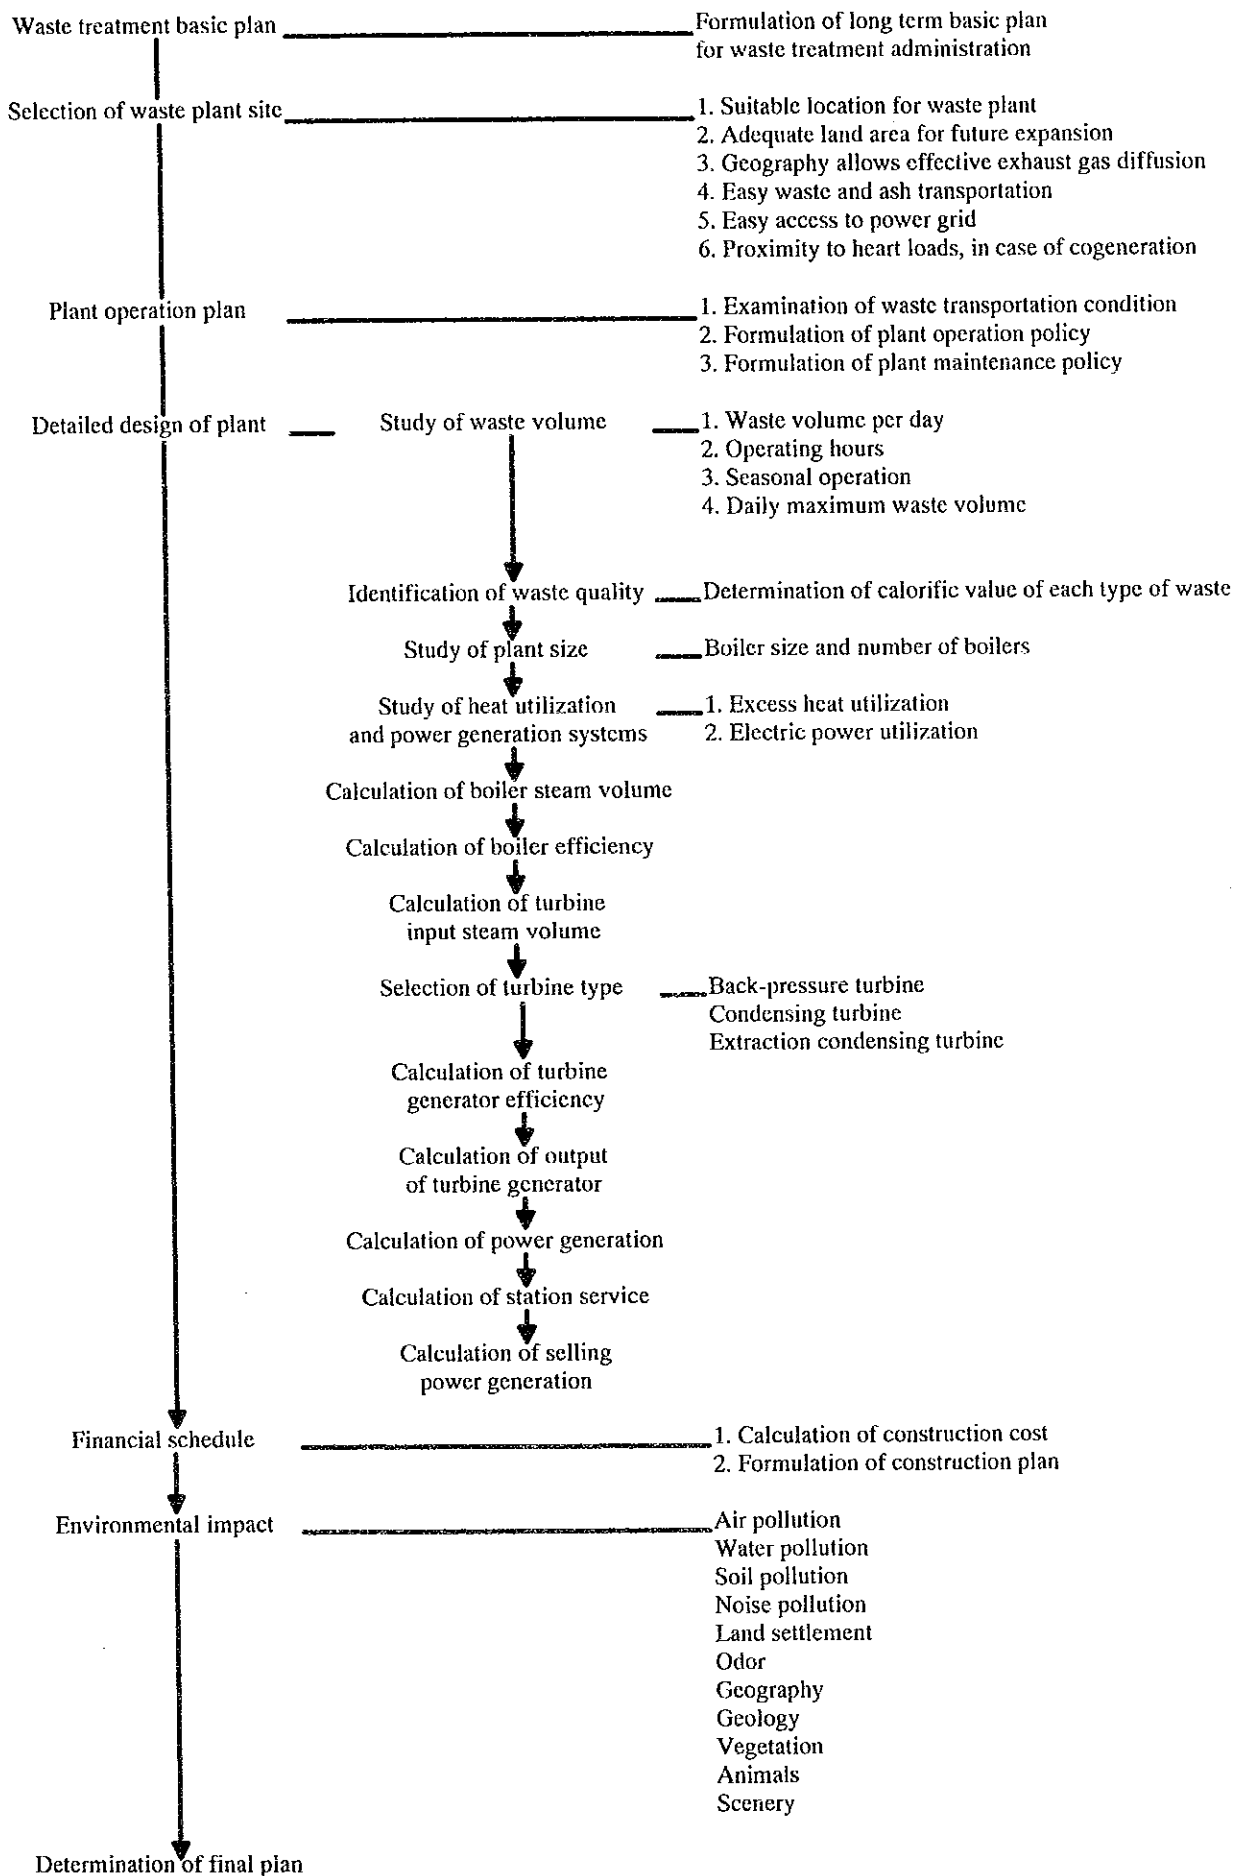 Waste treatment basic plan
Formulation of long term basic plan
for waste treatment administration
Selection of waste plant site
1. Suitable location for waste plant
2. Adequate land area for future expansion
3. Geography allows effective exhaust gas diffusion
4. Easy waste and ash transportation
5. Easy access to power grid
6. Proximity to heart loads, in case of cogeneration
Plant operation plan
1. Examination of waste transportation condition
2. Formulation of plant operation policy
3. Formulation of plant maintenance policy
Detailed design of plant
Study of waste volume
1. Waste volume per day
2. Operating hours
3. Seasonal operation
4. Daily maximum waste volume
Identification of waste quality
Determination of calorific value of each type of waste
Study of plant size
Boiler size and number of boilers
Study of heat utilization
and power generation systems
1. Excess heat utilization
2. Electric power utilization
Calculation of boiler steam volume
Calculation of boiler efficiency
Calculation of turbine
input steam volume
Selection of turbine type
Back-pressure turbine
Condensing turbine
Extraction condensing turbine
Calculation of turbine
generator efficiency
Calculation of output
of turbine generator
Calculation of power generation
Calculation of station service
Calculation of selling
power generation
Financial schedule
1. Calculation of construction cost
2. Formulation of construction plan
Environmental impact
Air pollution
Water pollution
Soil pollution
Noise pollution
Land settlement
Odor
Geography
Geology
Vegetation
Animals
Scenery
Determination of final plan